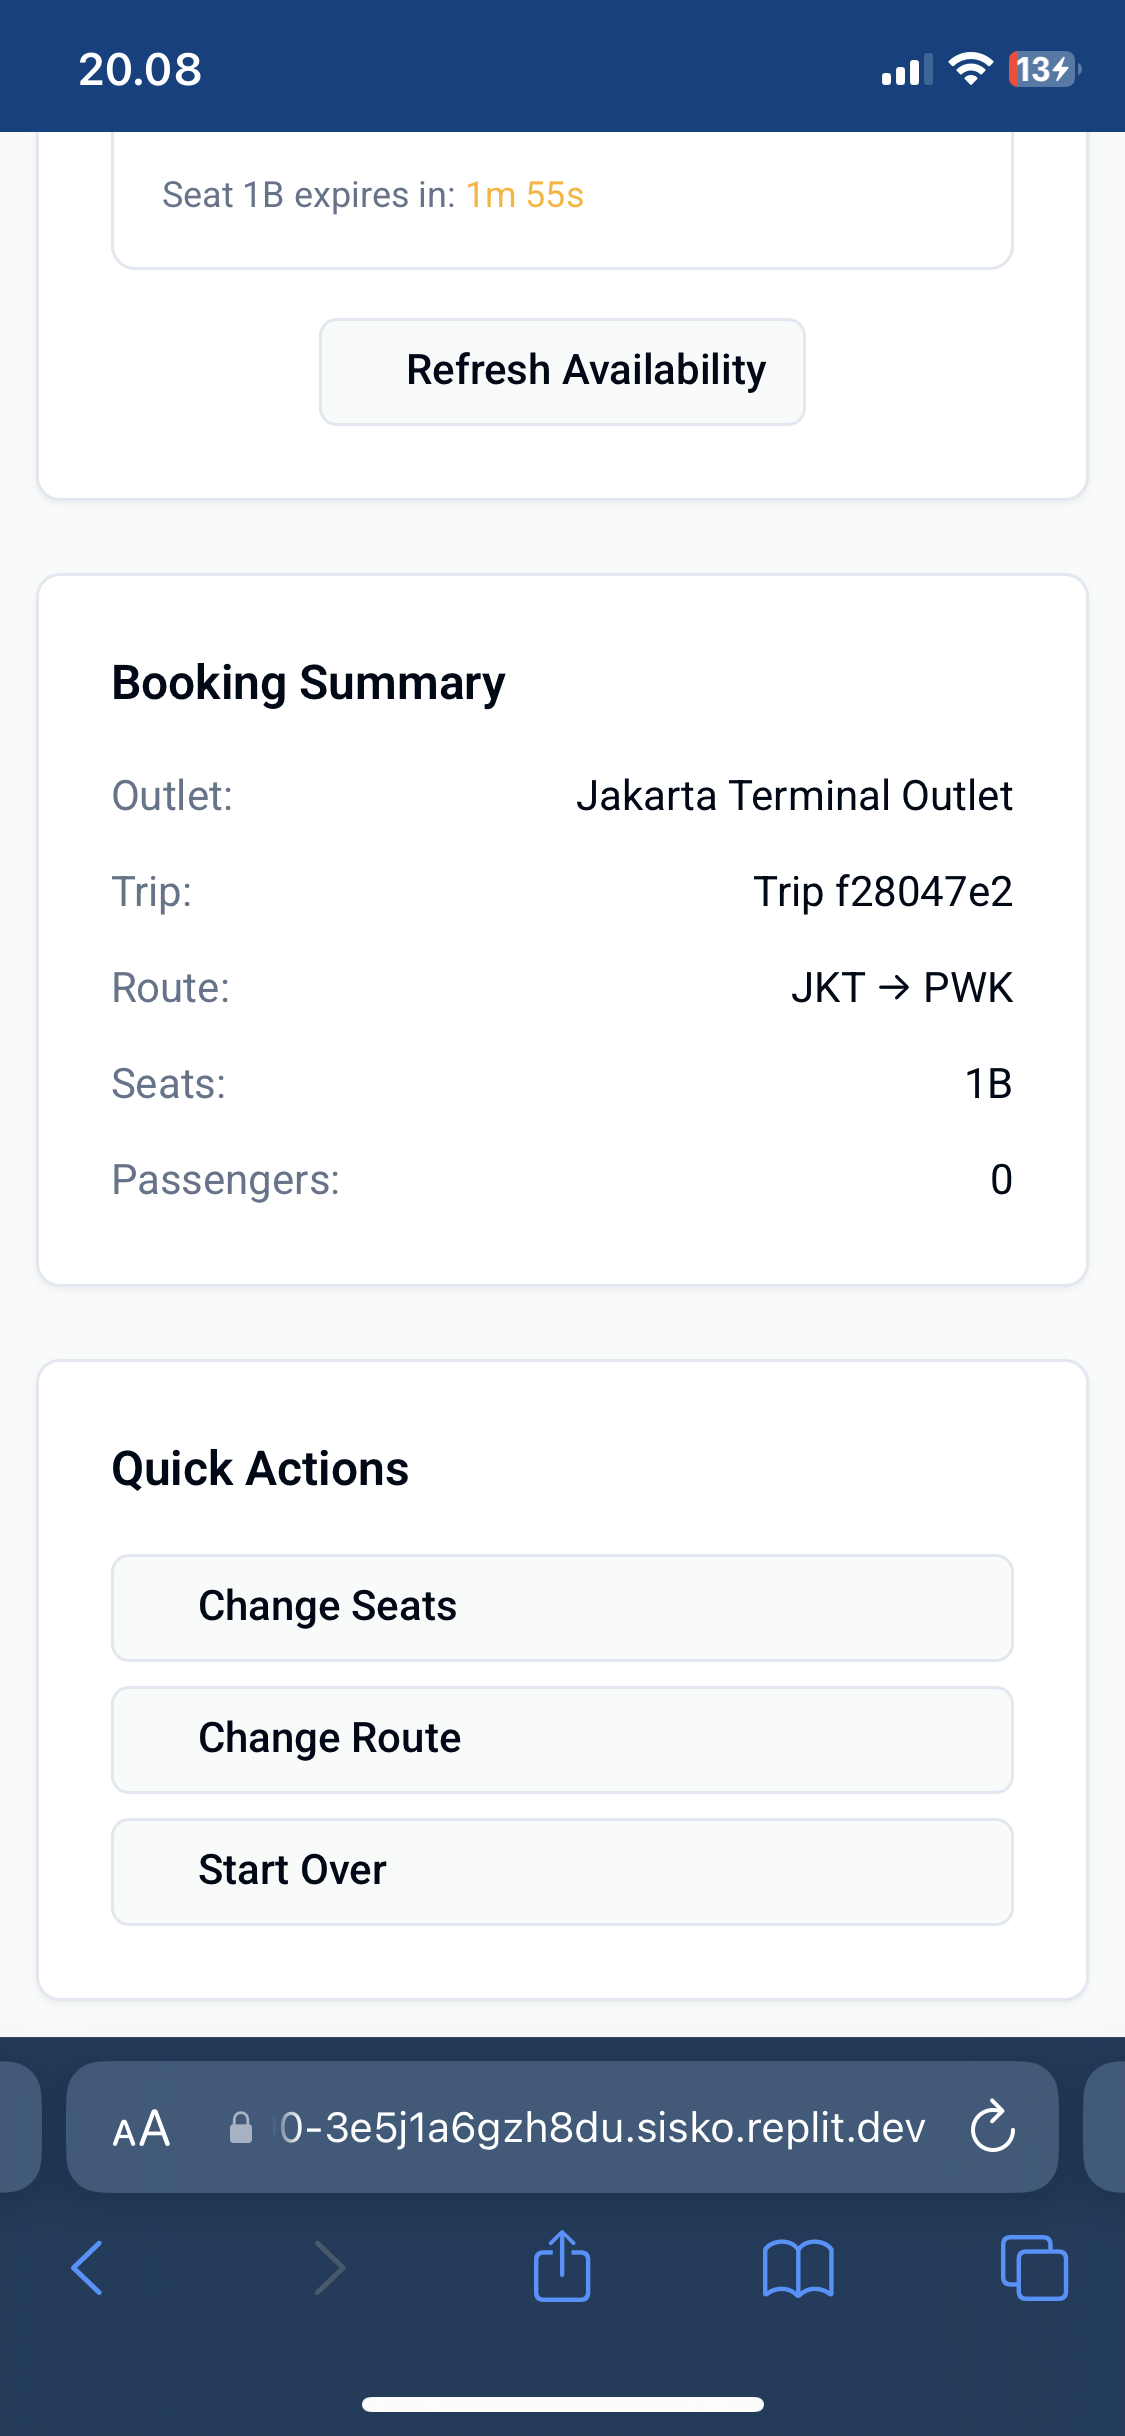 20.08
13
Seat 1B expires in: 1m 55s
Refresh Availability
Booking Summary
Outlet: Jakarta Terminal Outlet
Trip: Trip f28047e2
Route: JKT → PWK
Seats: 1B
Passengers: 0
Quick Actions
Change Seats
Change Route
Start Over
AA 0-3e5j1a6gzh8du.sisko.replit.dev